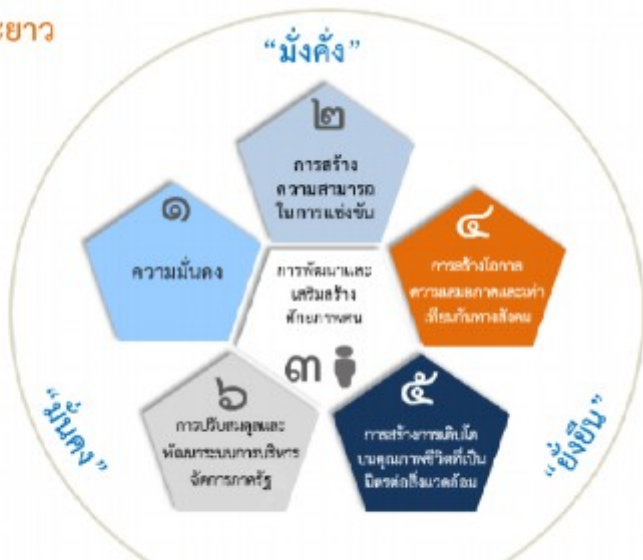 ะยาว
“มั่งคั่ง”
๒
การสร้าง
ความสามารถ
ในการแข่งขัน
๑
ความมั่นคง
๔
การสร้างโอกาส
ความเสมอภาคและเท่า
เทียมกันทางสังคม
การพัฒนาและ
เสริมสร้าง
ศักยภาพคน
๓
๖
การปรับสมดุลและ
พัฒนาระบบการบริหาร
จัดการภาครัฐ
๕
การสร้างการเติบโต
บนคุณภาพชีวิตที่เป็น
มิตรต่อสิ่งแวดล้อม
“มั่นคง”
“ยั่งยืน”